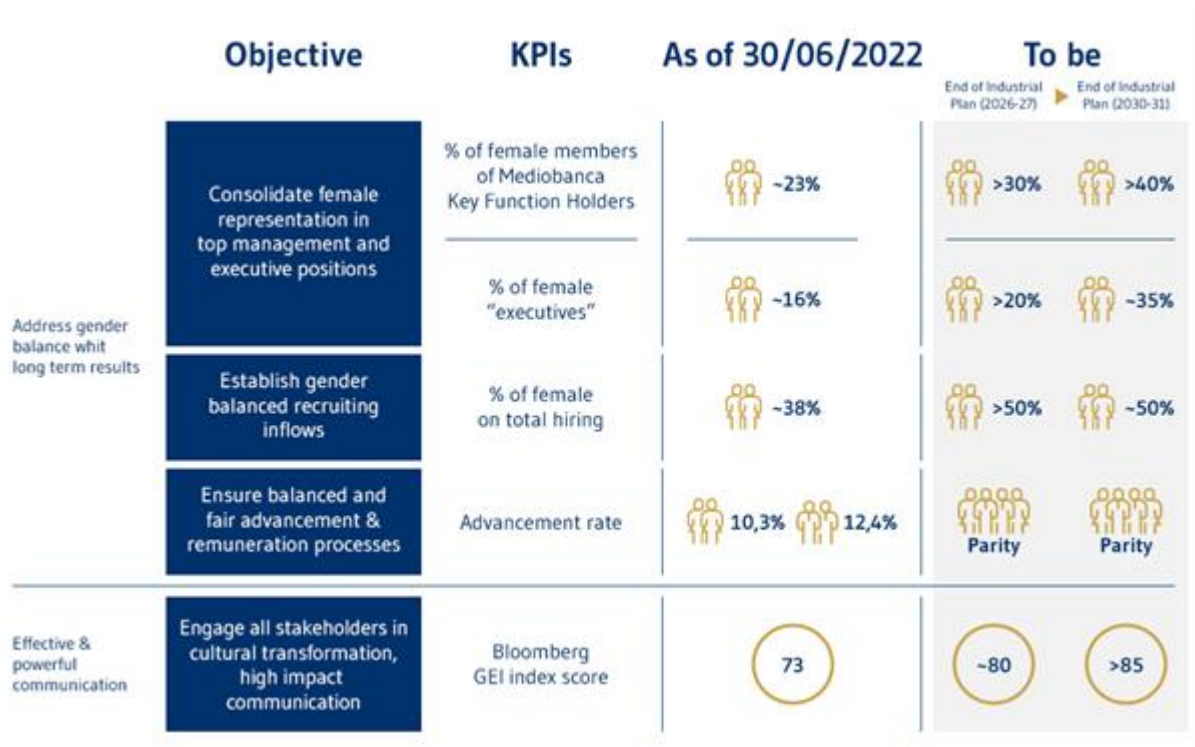 Objective
KPIs
As of 30/06/2022
To be
End of Industrial
Plan (2026-27)
End of Industrial
Plan (2030-31)
Address gender
balance whit
long term results
Consolidate female
representation in
top management and
executive positions
% of female members
of Mediobanca
Key Function Holders
~23%
>30%
>40%
% of female
“executives”
~16%
>20%
~35%
Establish gender
balanced recruiting
inflows
% of female
on total hiring
~38%
>50%
~50%
Ensure balanced and
fair advancement &
remuneration processes
Advancement rate
10,3%
12,4%
Parity
Parity
Effective &
powerful
communication
Engage all stakeholders in
cultural transformation,
high impact
communication
Bloomberg
GEI index score
73
~80
>85